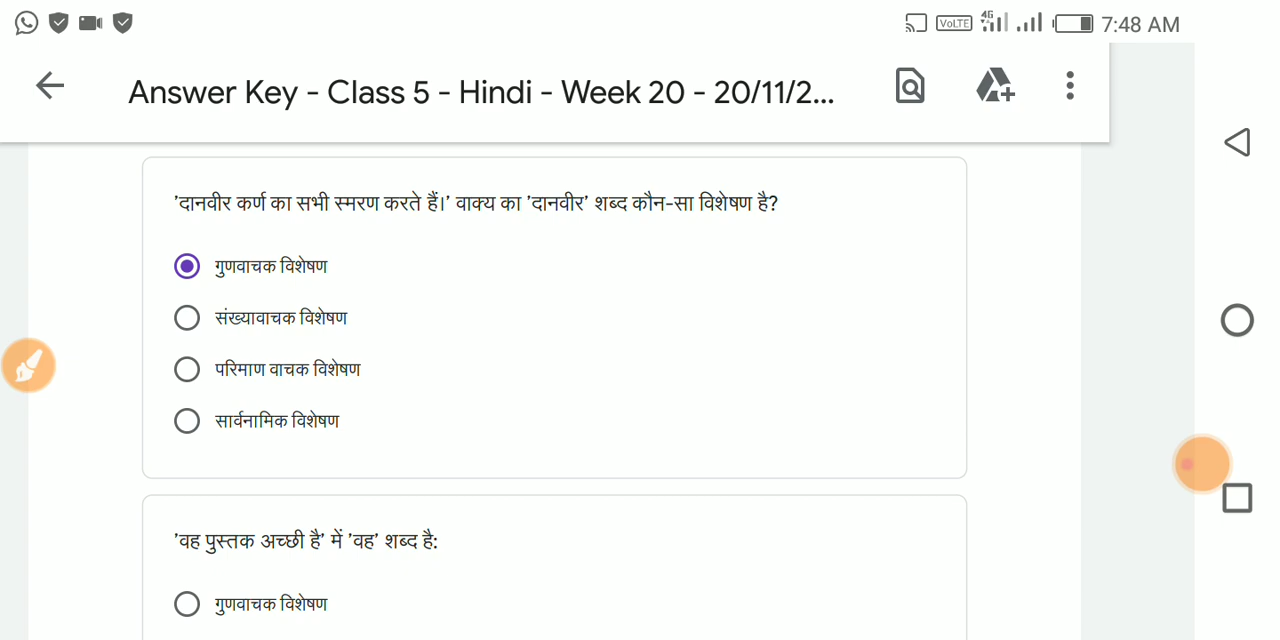 VoLTE 4G 7:48 AM
Answer Key - Class 5 - Hindi - Week 20 - 20/11/2...
'दानवीर कर्ण का सभी स्मरण करते हैं।' वाक्य का 'दानवीर' शब्द कौन-सा विशेषण है?
गुणवाचक विशेषण
संख्यावाचक विशेषण
परिमाण वाचक विशेषण
सार्वनामिक विशेषण
'वह पुस्तक अच्छी है' में 'वह' शब्द है:
गुणवाचक विशेषण